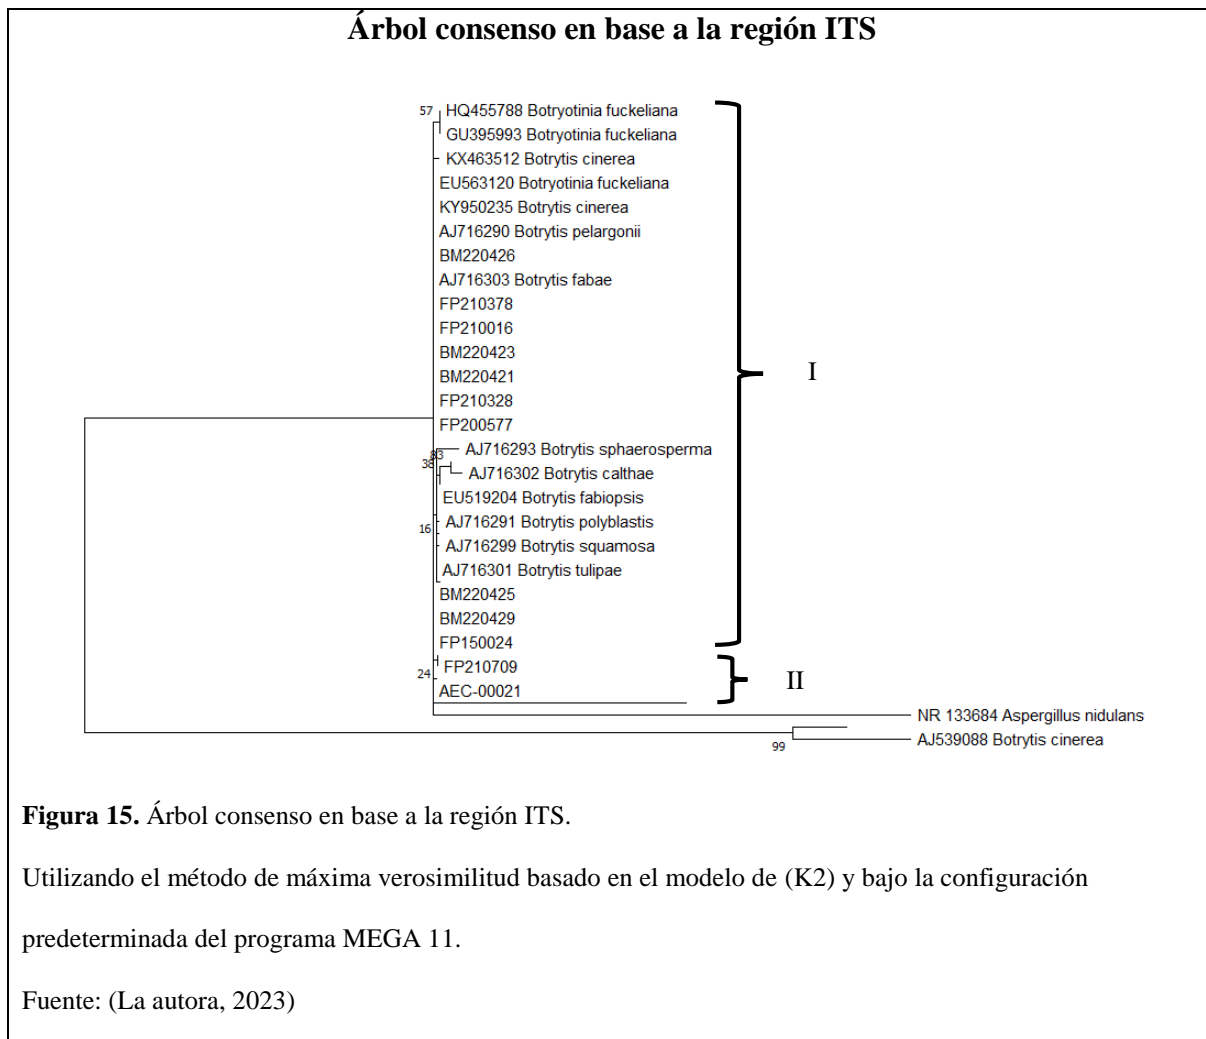 Árbol consenso en base a la región ITS
57
HQ455788 Botryotinia fuckeliana
GU395993 Botryotinia fuckeliana
KX463512 Botrytis cinerea
EU563120 Botryotinia fuckeliana
KY950235 Botrytis cinerea
AJ716290 Botrytis pelargonii
BM220426
AJ716303 Botrytis fabae
FP210378
FP210016
BM220423
BM220421
I
FP210328
FP200577
AJ716293 Botrytis sphaerosperma
83
38
AJ716302 Botrytis calthae
EU519204 Botrytis fabiopsis
AJ716291 Botrytis polyblastis
16
AJ716299 Botrytis squamosa
AJ716301 Botrytis tulipae
BM220425
BM220429
FP150024
FP210709
24
II
AEC-00021
NR 133684 Aspergillus nidulans
AJ539088 Botrytis cinerea
99
Figura 15. Árbol consenso en base a la región ITS.
Utilizando el método de máxima verosimilitud basado en el modelo de (K2) y bajo la configuración
predeterminada del programa MEGA 11.
Fuente: (La autora, 2023)